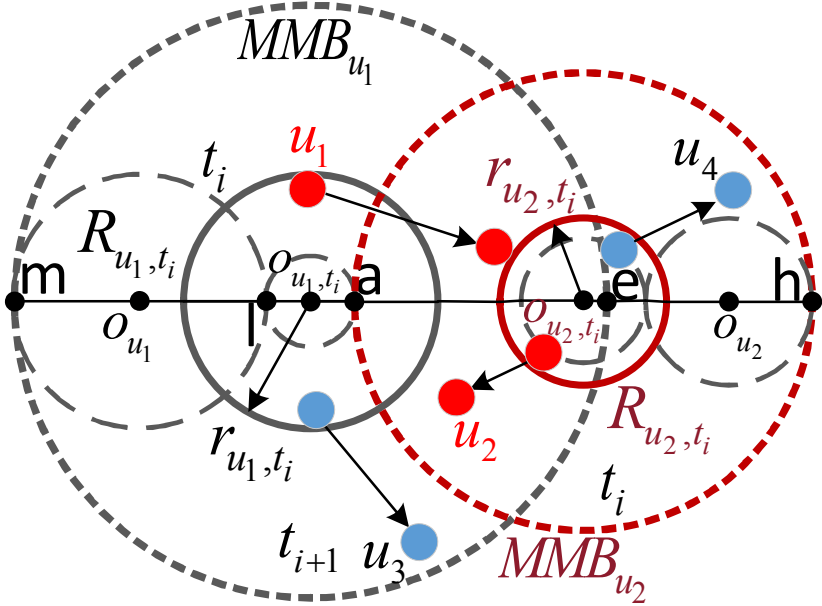 MMB_{u_1}
u_1
t_i
u_4
r_{u_2,t_i}
R_{u_1,t_i}
o_{u_1,t_i}
m
a
e
h
o_{u_1}
l
o_{u_2,t_i}
o_{u_2}
r_{u_1,t_i}
u_2
R_{u_2,t_i}
t_i
t_{i+1}
u_3
MMB_{u_2}